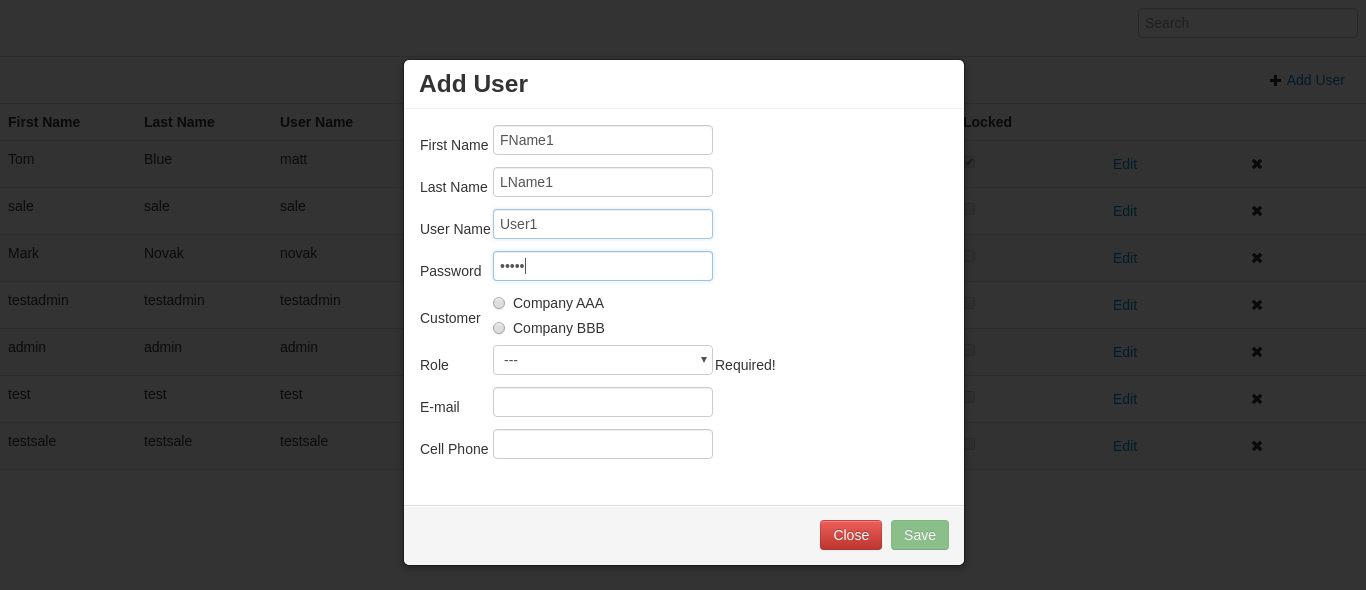 Search
Add User
First Name Last Name User Name Locked
Tom Blue matt Edit
sale sale sale Edit
Mark Novak novak Edit
testadmin testadmin testadmin Edit
admin admin admin Edit
test test test Edit
testsale testsale testsale Edit
Add User
First Name FName1
Last Name LName1
User Name User1
Password •••••
Customer
Company AAA
Company BBB
Role --- Required!
E-mail
Cell Phone
Close Save